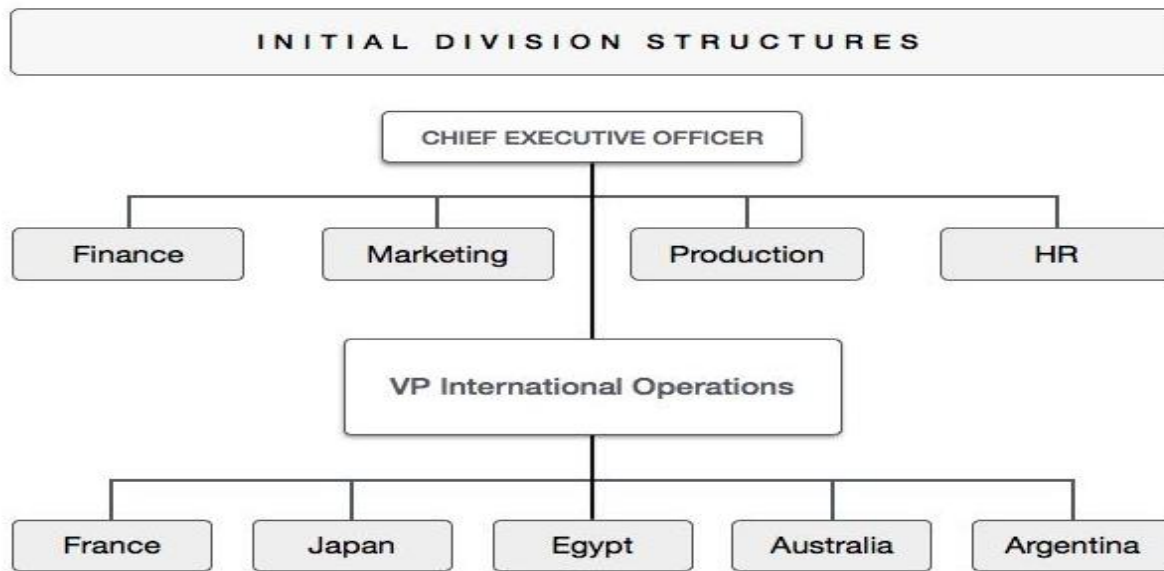 INITIAL DIVISION STRUCTURES
CHIEF EXECUTIVE OFFICER
Finance Marketing Production HR
VP International Operations
France Japan Egypt Australia Argentina